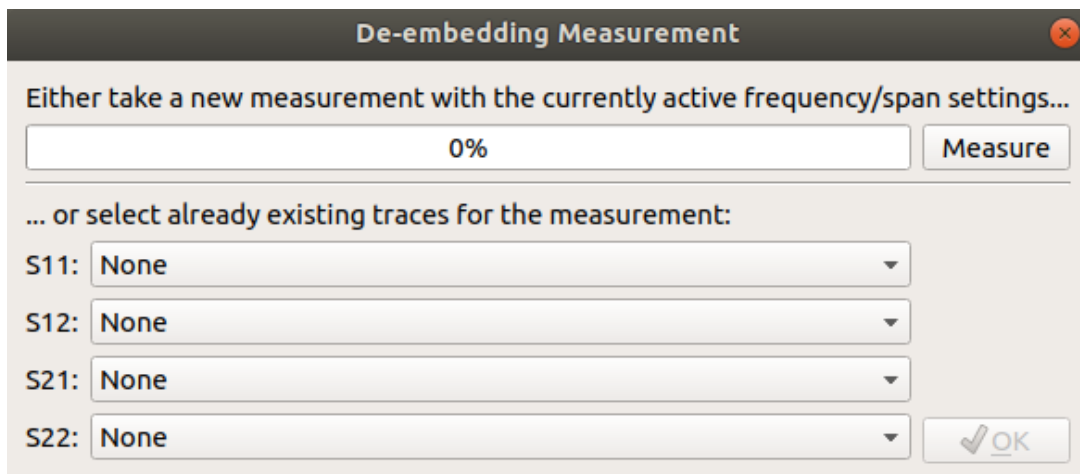 De-embedding Measurement
Either take a new measurement with the currently active frequency/span settings...
0% Measure
... or select already existing traces for the measurement:
S11: None
S12: None
S21: None
S22: None OK